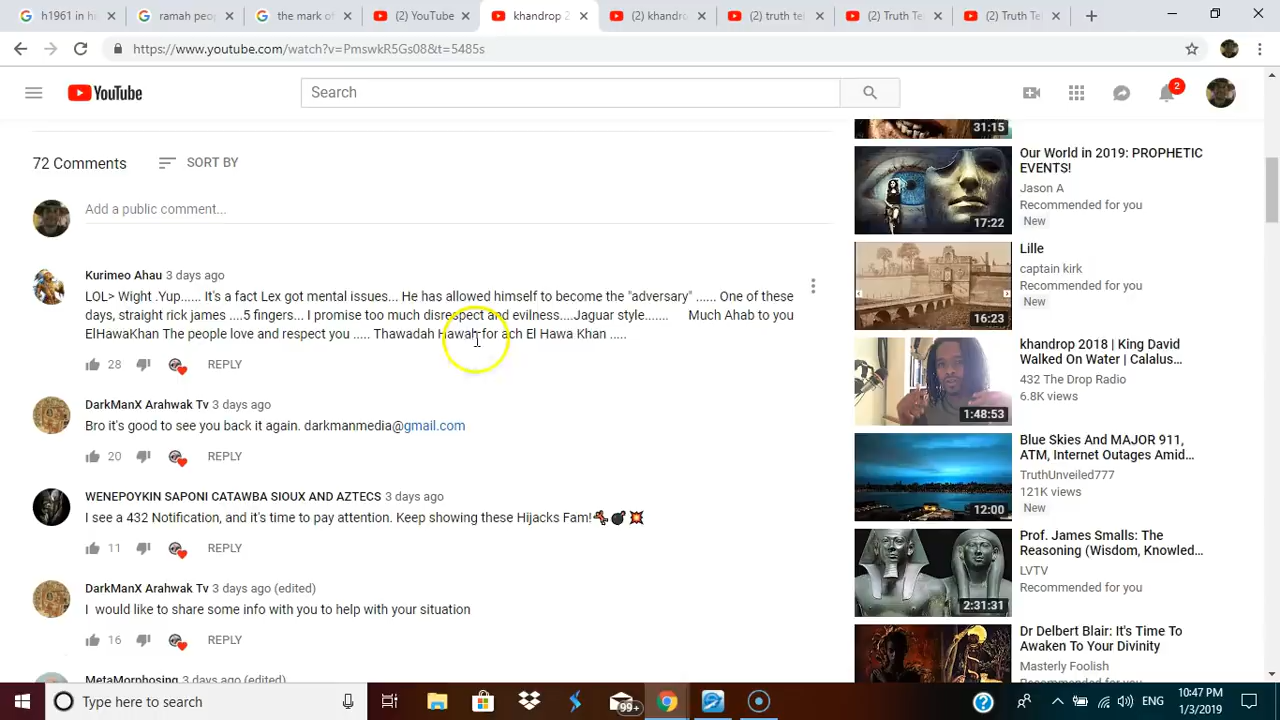 h1961 in hi
ramah peop
the mark of
(2) YouTube
khandrop 2
(2) khandro
(2) truth tel
(2) Truth Tel
(2) Truth Tel
https://www.youtube.com/watch?v=PmswkR5Gs08&t=5485s
YouTube
Search
2
72 Comments
SORT BY
Add a public comment...
Kurimeo Ahau 3 days ago
LOL> Wight .Yup...... It's a fact Lex got mental issues... He has allowed himself to become the "adversary" ..... One of these
days, straight rick james ....5 fingers... I promise too much disrespect and evilness....Jaguar style....... Much Ahab to you
ElHawaKhan The people love and respect you ..... Thawadah Hawah for ach El Hawa Khan .....
28
REPLY
DarkManX Arahwak Tv 3 days ago
Bro it's good to see you back it again. darkmanmedia@gmail.com
20
REPLY
WENEPOYKIN SAPONI CATAWBA SIOUX AND AZTECS 3 days ago
I see a 432 Notification and it's time to pay attention. Keep showing these Hijacks Fam!
11
REPLY
DarkManX Arahwak Tv 3 days ago (edited)
I would like to share some info with you to help with your situation
16
REPLY
MetaMorphosing 3 days ago (edited)
31:15
Our World in 2019: PROPHETIC
EVENTS!
Jason A
Recommended for you
New
17:22
Lille
captain kirk
Recommended for you
16:23
khandrop 2018 | King David
Walked On Water | Calalus...
432 The Drop Radio
6.8K views
1:48:53
Blue Skies And MAJOR 911,
ATM, Internet Outages Amid...
TruthUnveiled777
121K views
New
12:00
Prof. James Smalls: The
Reasoning (Wisdom, Knowled...
LVTV
Recommended for you
2:31:31
Dr Delbert Blair: It's Time To
Awaken To Your Divinity
Masterly Foolish
Recommended for you
Type here to search
99+
ENG
10:47 PM
1/3/2019